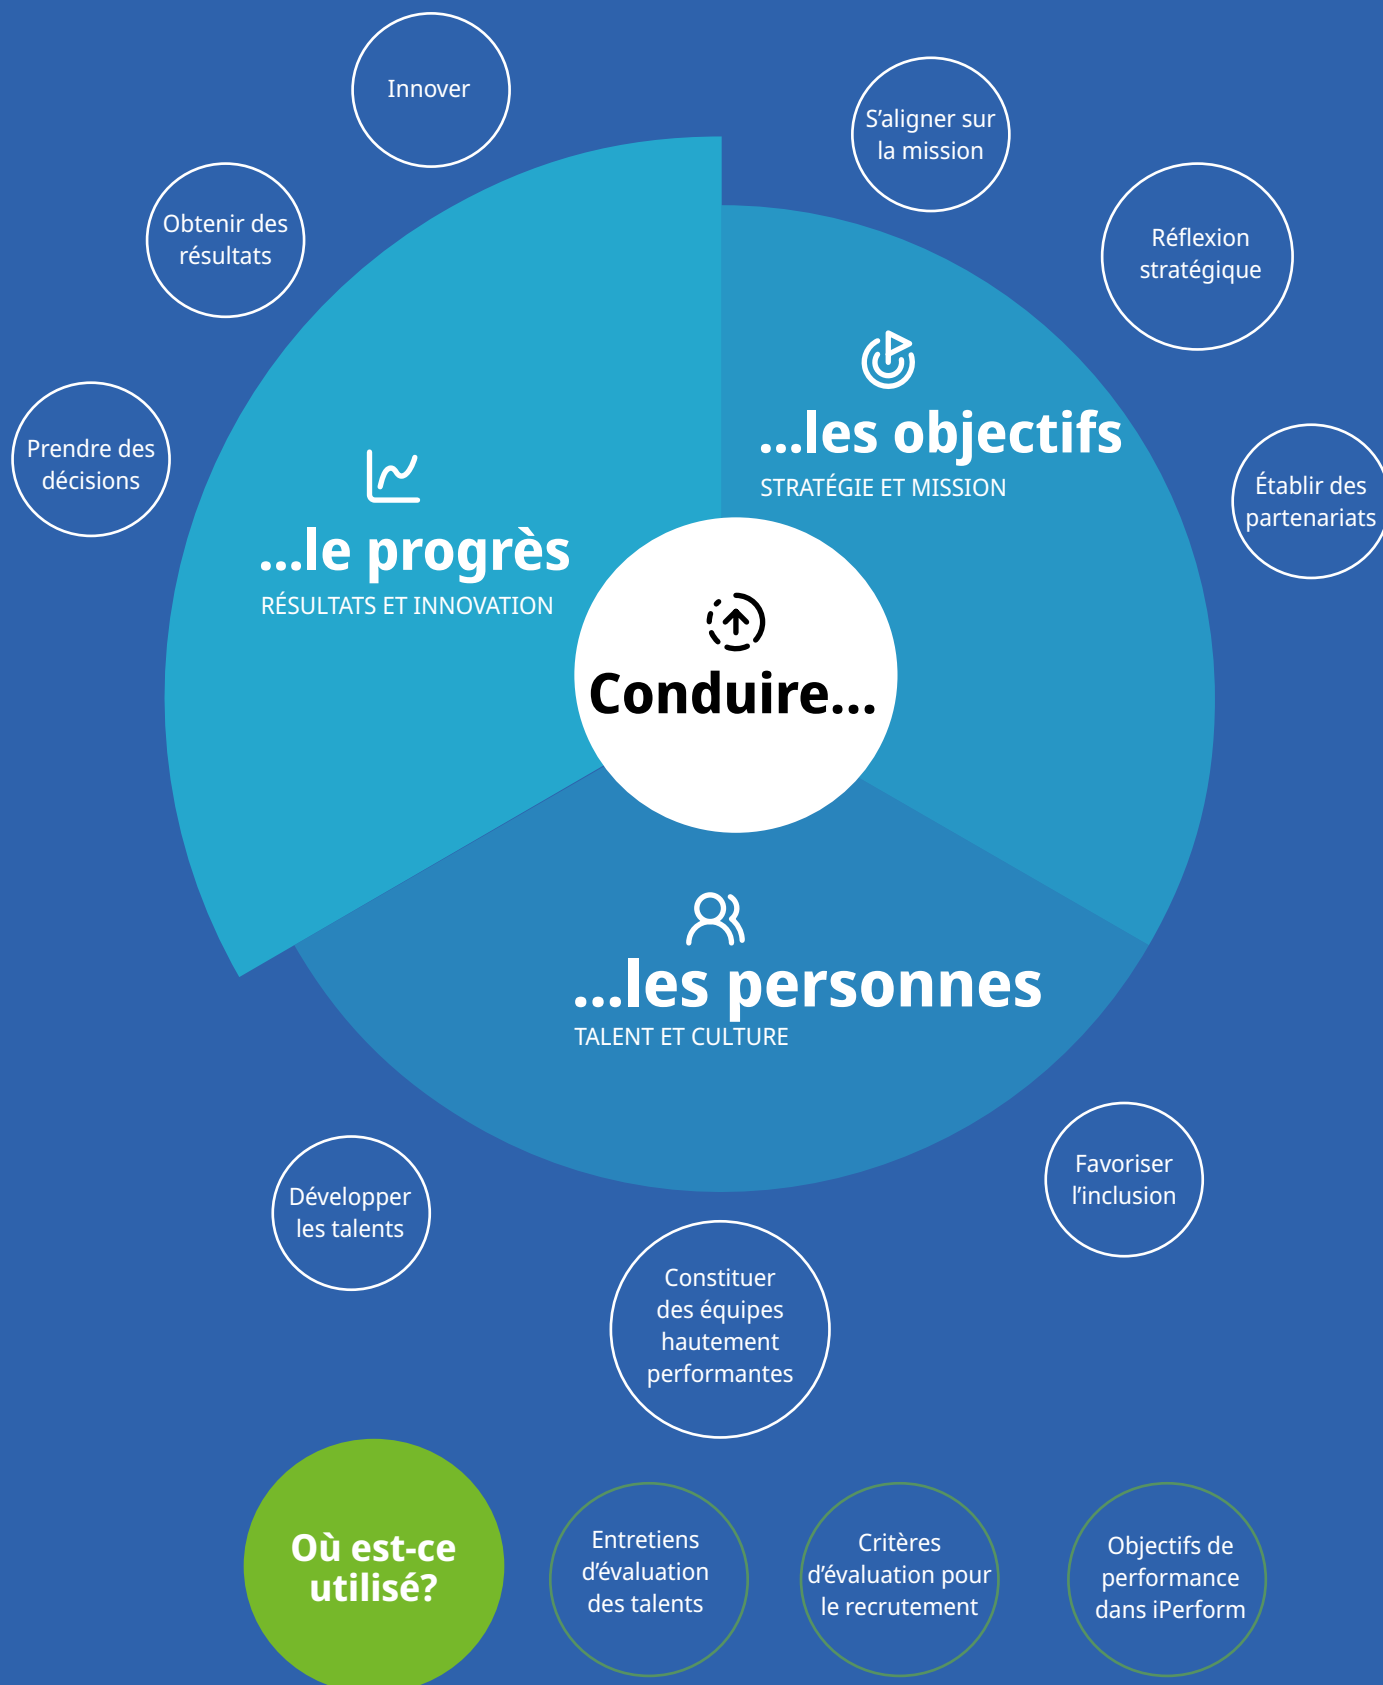 Innover
S’aligner sur
la mission
Obtenir des
résultats
Réflexion
stratégique
Prendre des
décisions
Établir des
partenariats
...les objectifs
STRATÉGIE ET MISSION
...le progrès
RÉSULTATS ET INNOVATION
Conduire...
...les personnes
TALENT ET CULTURE
Développer
les talents
Favoriser
l’inclusion
Constituer
des équipes
hautement
performantes
Où est-ce
utilisé?
Entretiens
d’évaluation
des talents
Critères
d’évaluation pour
le recrutement
Objectifs de
performance
dans iPerform